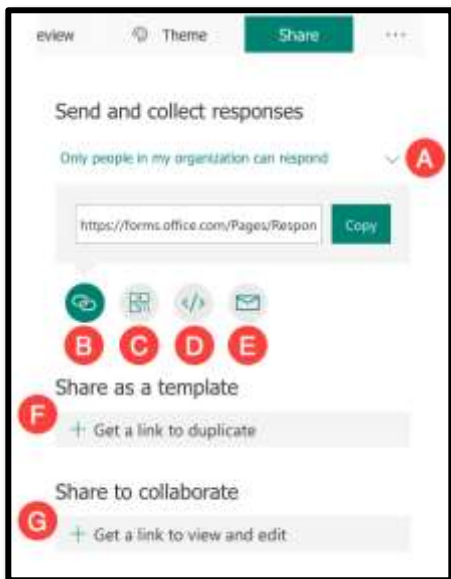 eview Theme Share ...
Send and collect responses
Only people in my organization can respond A
https://forms.office.com/Pages/Respon Copy
</>
B C D E
Share as a template
F
+ Get a link to duplicate
Share to collaborate
G
+ Get a link to view and edit